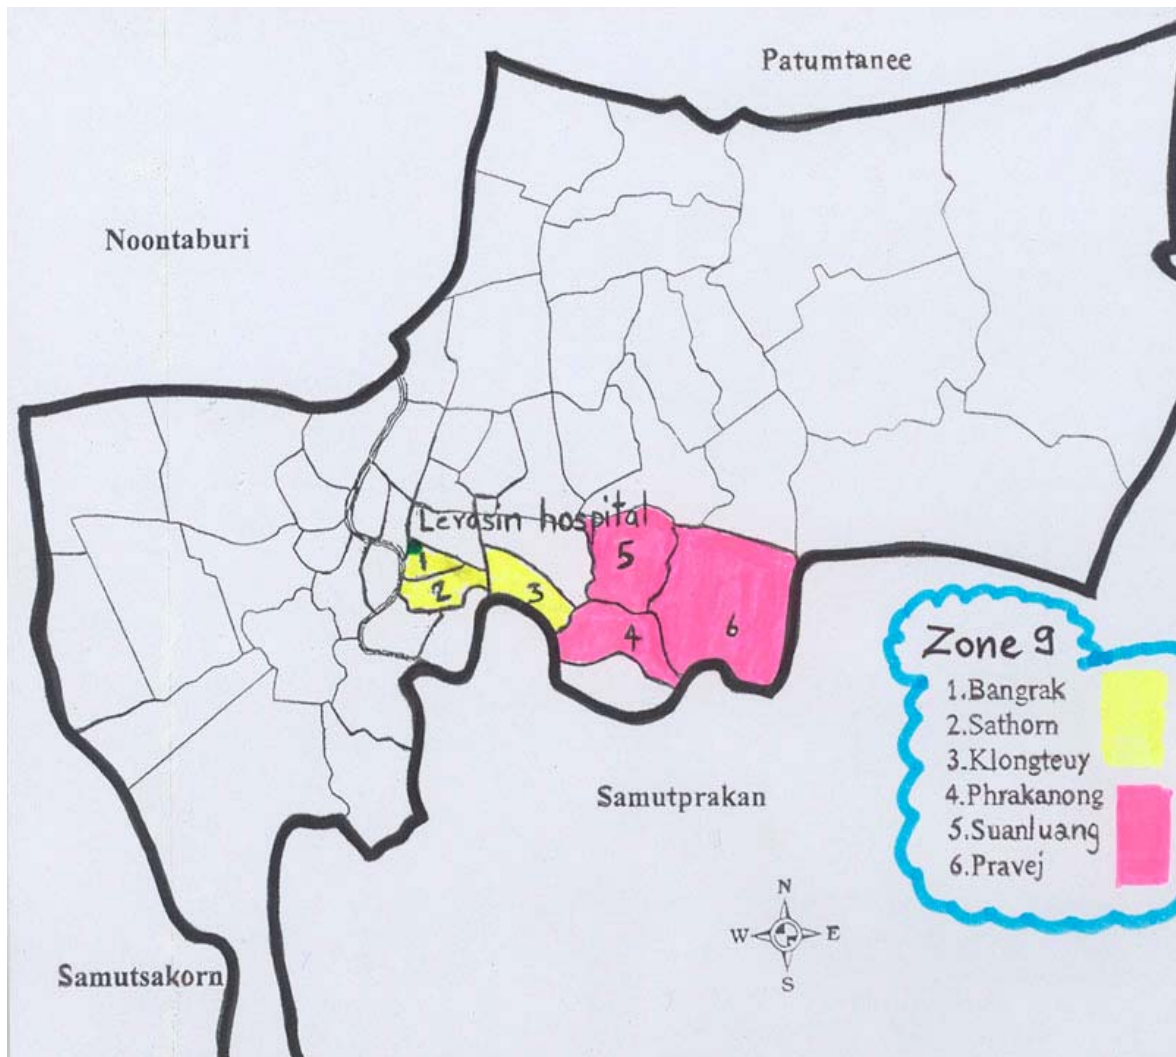 Patumtanee
Noontaburi
Lerdsin hospital
1
2
3
4
5
6
Zone 9
1.Bangrak
2.Sathorn
3.Klongteuy
4.Phrakanong
5.Suanluang
6.Pravej
Samutprakan
N
W E
S
Samutsakorn